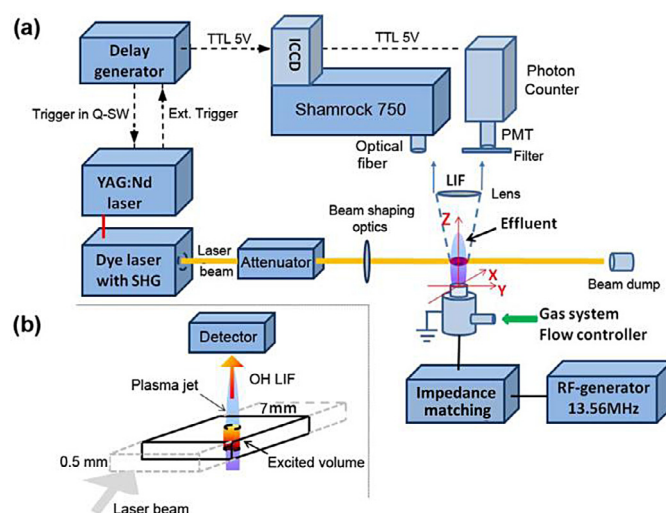 (a)
Delay
generator
TTL 5V
ICCD
TTL 5V
Photon
Counter
Shamrock 750
Trigger in Q-SW
Ext. Trigger
Optical
fiber
PMT
Filter
YAG:Nd
laser
LIF
Lens
Beam shaping
optics
Z
Effluent
Dye laser
with SHG
Laser
beam
Attenuator
X
Y
Beam dump
(b)
Detector
Gas system
Flow controller
Plasma jet
OH LIF
7mm
Impedance
matching
RF-generator
13.56MHz
0.5 mm
Excited volume
Laser beam